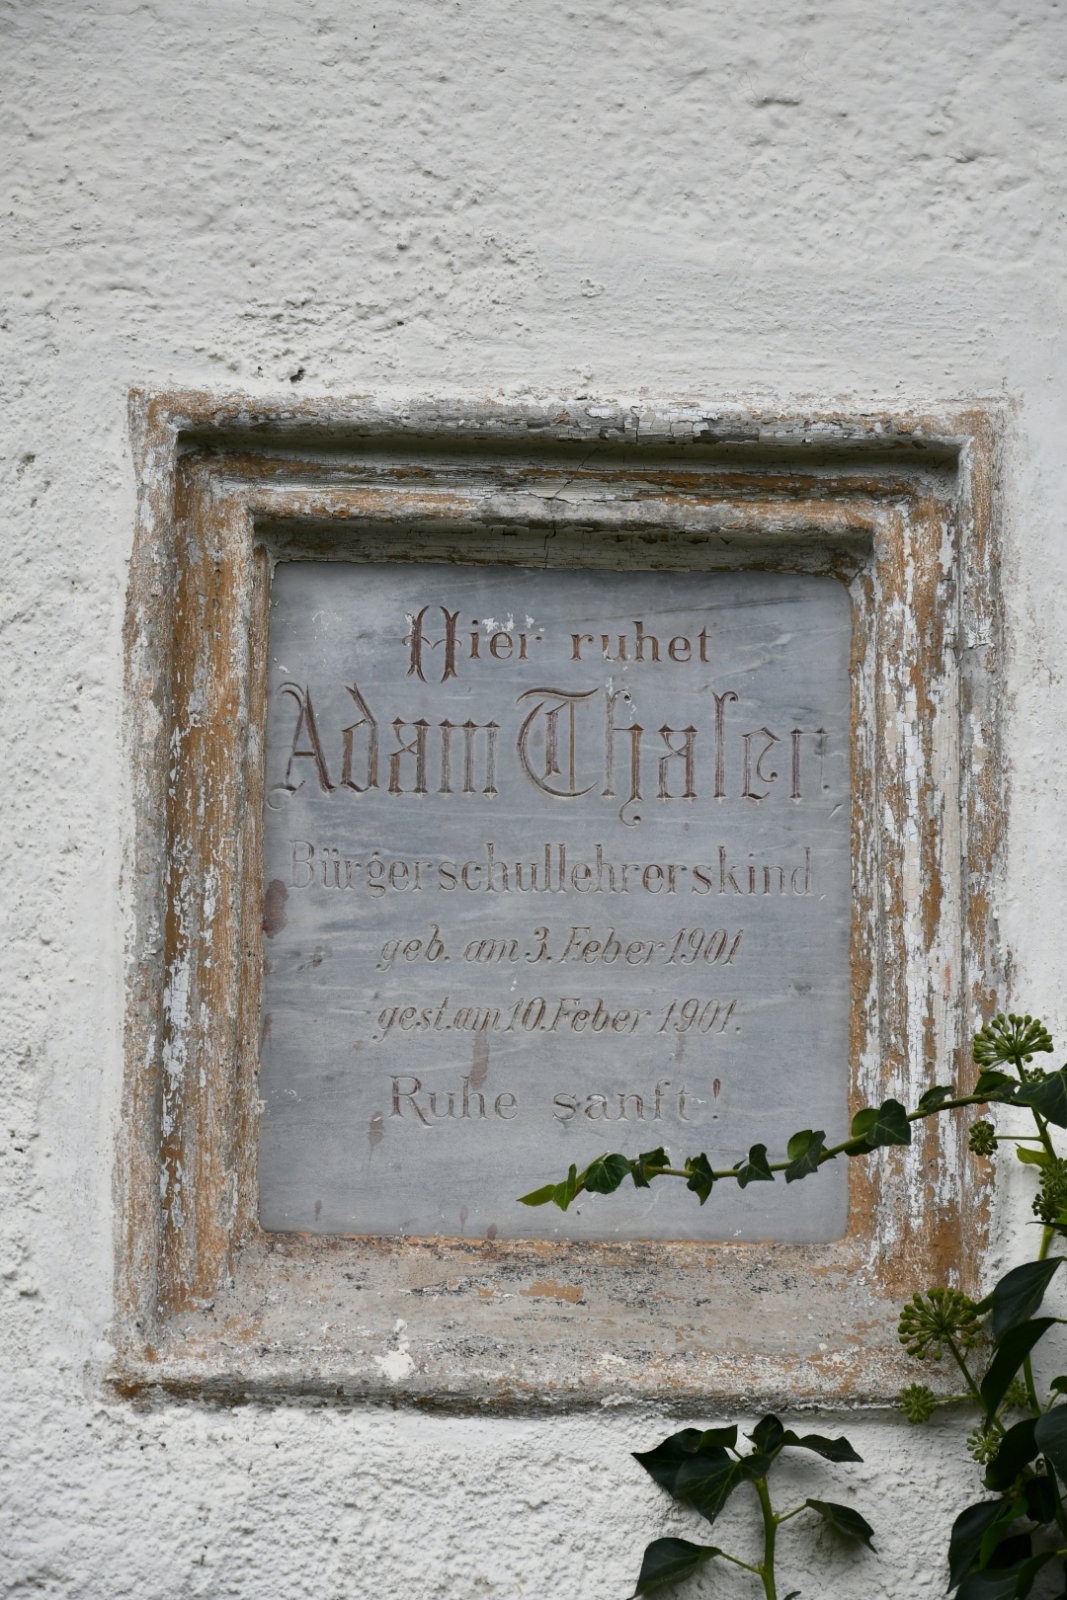 Hier ruhet
Adam Thaler,
Bürgerschullehrerskind,
geb. am 3. Feber 1901
gest. am 10. Feber 1901.
Ruhe sanft!